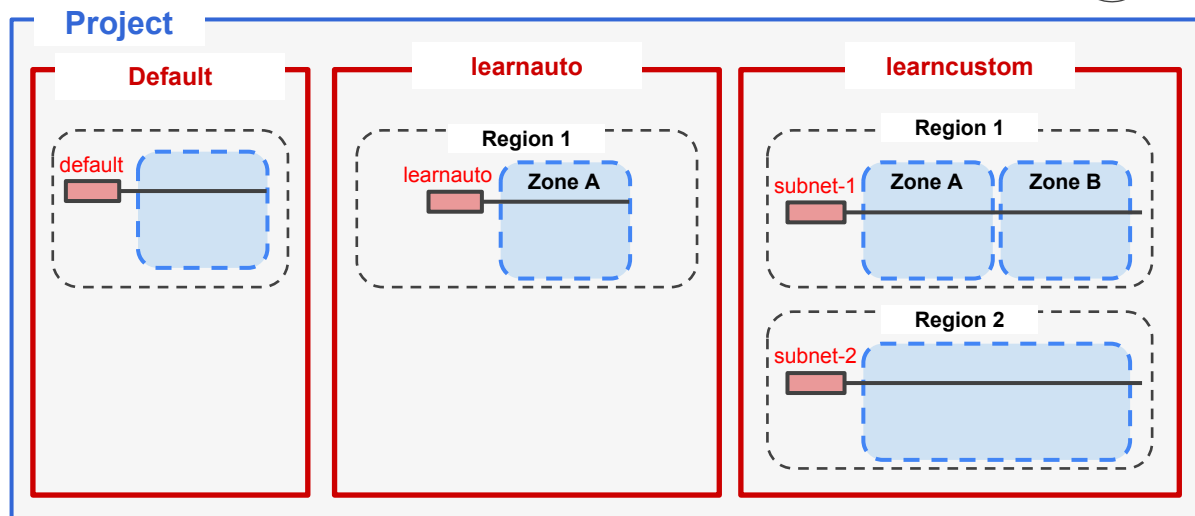 Project
Default
default
learnauto
Region 1
learnauto
Zone A
learncustom
Region 1
subnet-1
Zone A
Zone B
Region 2
subnet-2